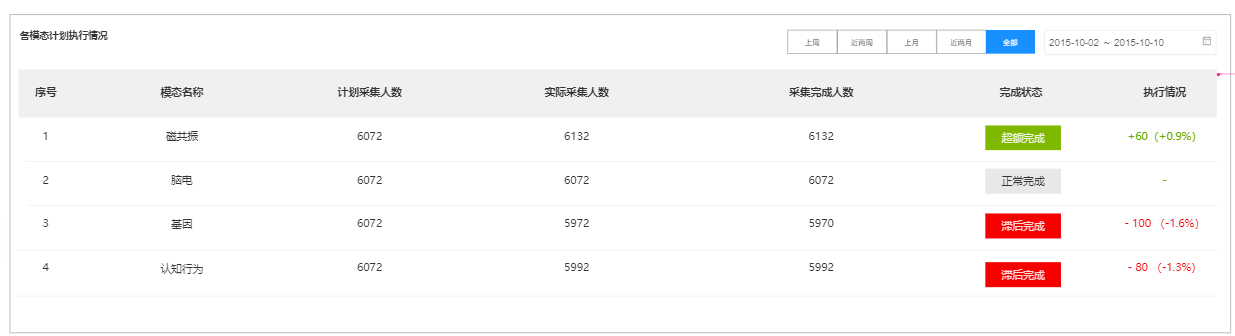 各模态计划执行情况
上周 近两周 上月 近两月 全部 2015-10-02 ~ 2015-10-10
序号 模态名称 计划采集人数 实际采集人数 采集完成人数 完成状态 执行情况
1 磁共振 6072 6132 6132 超额完成 +60（+0.9%）
2 脑电 6072 6072 6072 正常完成 -
3 基因 6072 5972 5970 滞后完成 - 100 （-1.6%）
4 认知行为 6072 5992 5992 滞后完成 - 80 （-1.3%）